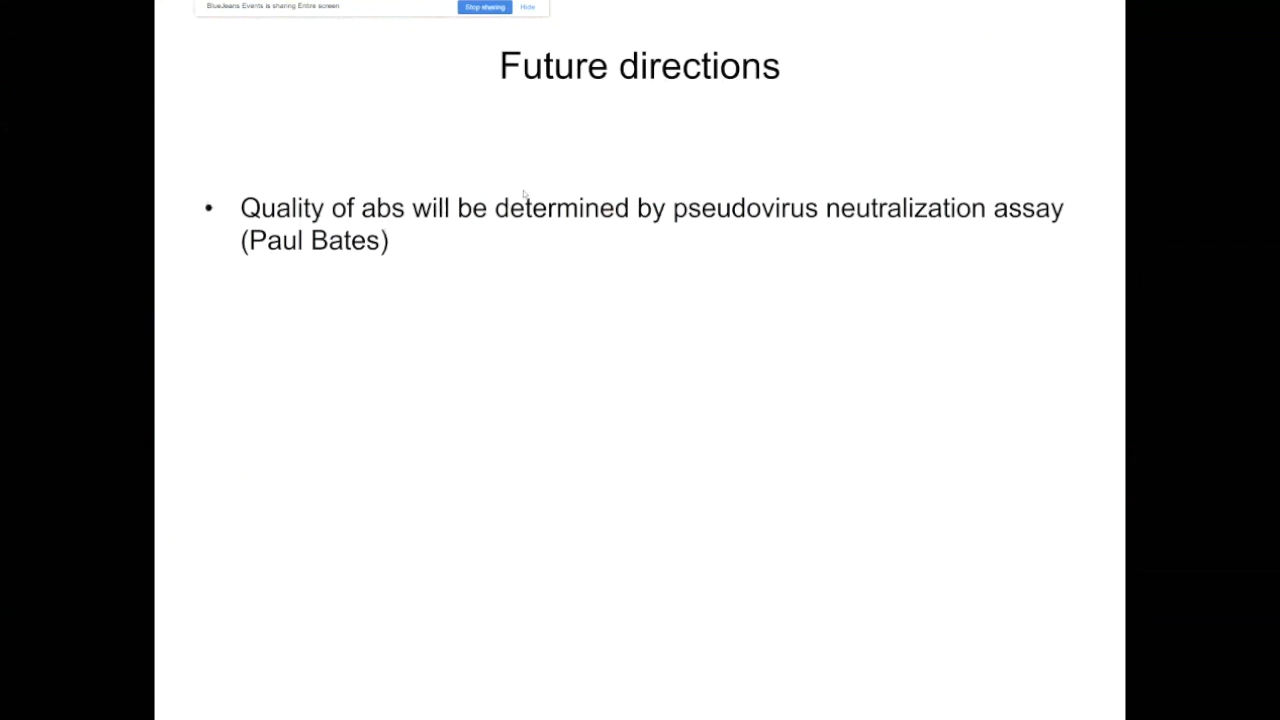 BlueJeans Events is sharing Entire screen Stop sharing Hide
Future directions
• Quality of abs will be determined by pseudovirus neutralization assay
(Paul Bates)